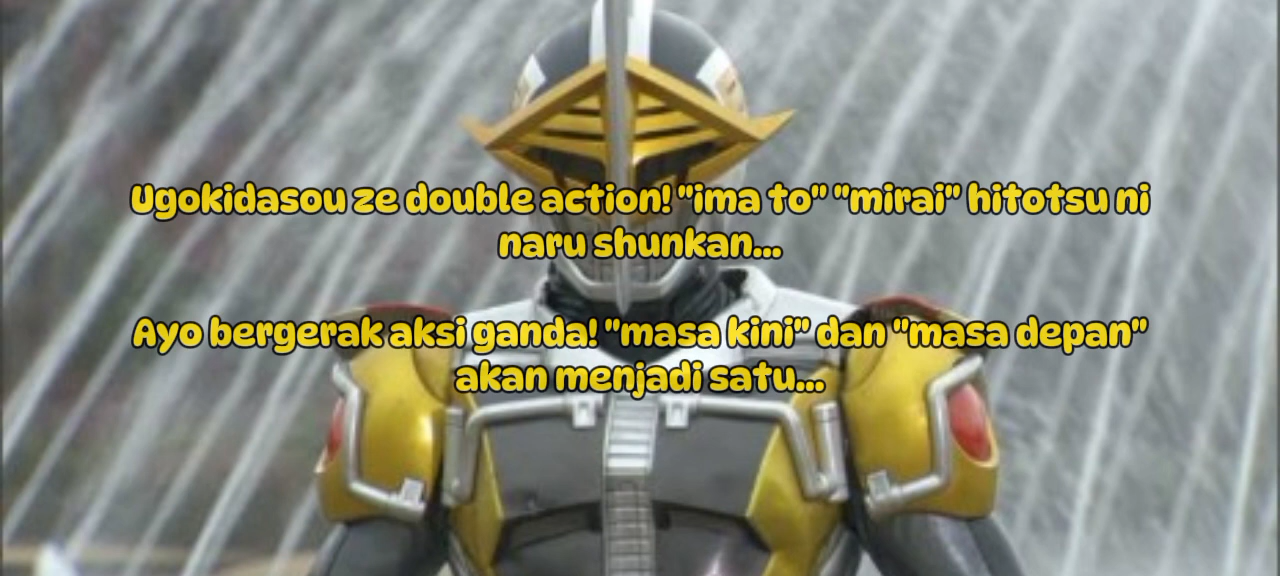 Ugokidasou ze double action! "ima to" "mirai" hitotsu ni
naru shunkan...
Ayo bergerak aksi ganda! "masa kini" dan "masa depan"
akan menjadi satu...